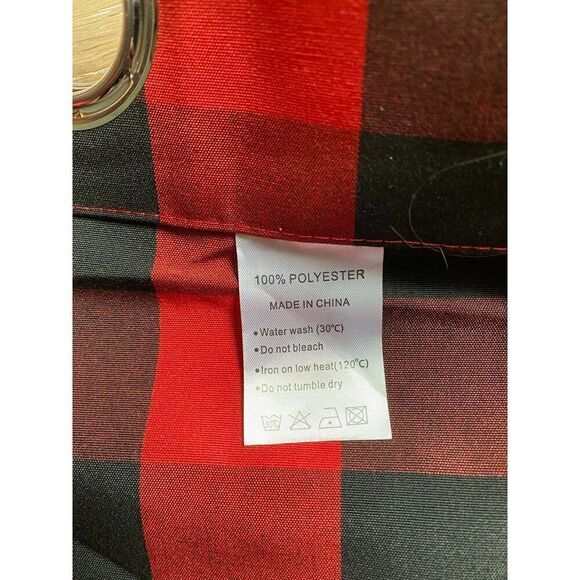 100% POLYESTER
MADE IN CHINA
•Water wash (30℃)
•Do not bleach
•Iron on low heat(120℃)
•Do not tumble dry
30℃